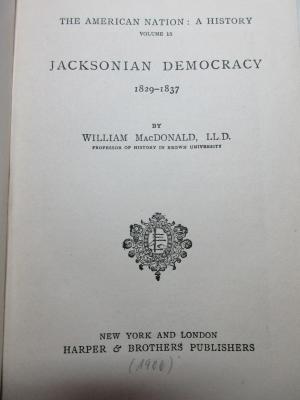 THE AMERICAN NATION: A HISTORY
VOLUME 15
JACKSONIAN DEMOCRACY
1829–1837
BY
WILLIAM MACDONALD, LL.D.
PROFESSOR OF HISTORY IN BROWN UNIVERSITY
NEW YORK AND LONDON
HARPER & BROTHERS PUBLISHERS
(1906)